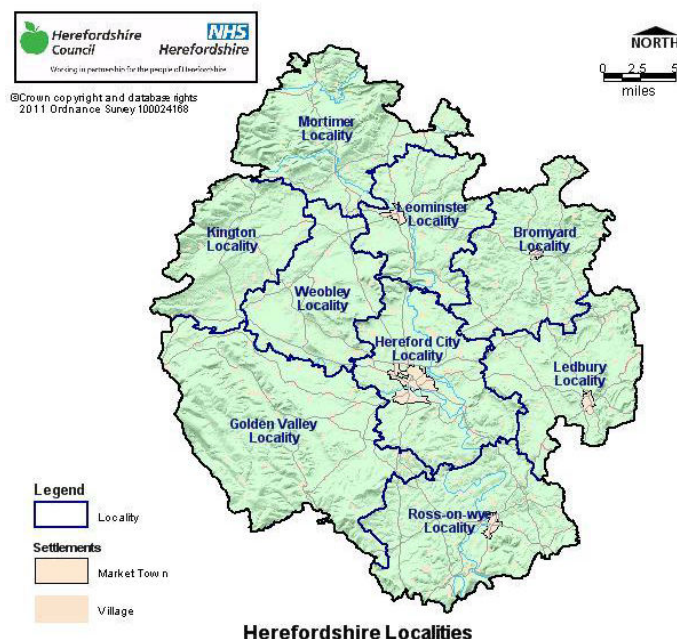 Herefordshire
Council
NHS
Herefordshire
Working in partnership for the people of Herefordshire
©Crown copyright and database rights
2011 Ordnance Survey 100024168
NORTH
0 2.5 5
miles
Mortimer
Locality
Leominster
Locality
Kington
Locality
Bromyard
Locality
Weobley
Locality
Hereford City
Locality
Ledbury
Locality
Golden Valley
Locality
Ross-on-wye
Locality
Legend
Locality
Settlements
Market Town
Village
Herefordshire Localities